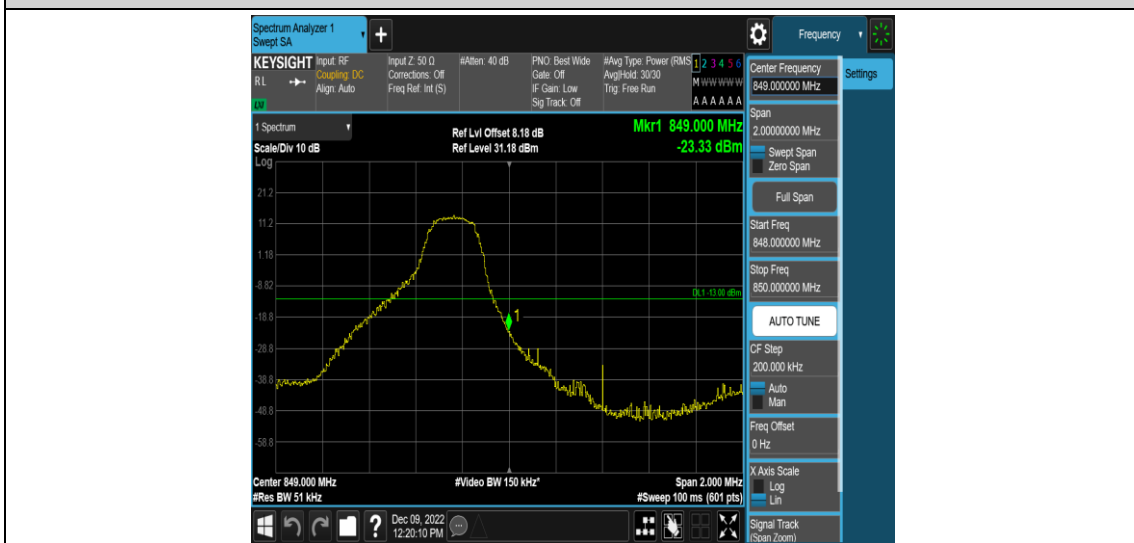 Spectrum Analyzer 1
Swept SA
+
Frequency
KEYSIGHT
RL
LXI
Input: RF
Coupling: DC
Align: Auto
Input Z: 50 Ω
Corrections: Off
Freq Ref: Int (S)
#Atten: 40 dB
PNO: Best Wide
Gate: Off
IF Gain: Low
Sig Track: Off
#Avg Type: Power (RMS
Avg|Hold: 30/30
Trig: Free Run
1 2 3 4 5 6
M W W W W W
A A A A A A
1 Spectrum
Scale/Div 10 dB
Log
Ref Lvl Offset 8.18 dB
Ref Level 31.18 dBm
Mkr1 849.000 MHz
-23.33 dBm
21.2
11.2
1.18
-8.82
DL1 -13.00 dBm
-18.8
1
-28.8
-38.8
-48.8
-58.8
Center 849.000 MHz
#Video BW 150 kHz*
Span 2.000 MHz
#Res BW 51 kHz
#Sweep 100 ms (601 pts)
?
Dec 09, 2022
12:20:10 PM
Center Frequency
849.000000 MHz
Settings
Span
2.00000000 MHz
Swept Span
Zero Span
Full Span
Start Freq
848.000000 MHz
Stop Freq
850.000000 MHz
AUTO TUNE
CF Step
200.000 kHz
Auto
Man
Freq Offset
0 Hz
X Axis Scale
Log
Lin
Signal Track
(Span Zoom)